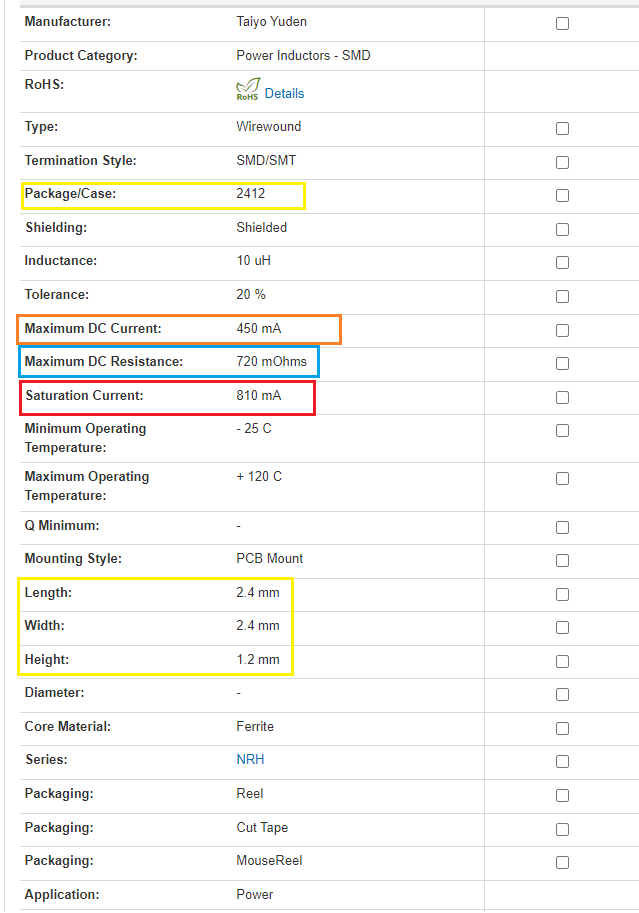 Manufacturer: Taiyo Yuden
Product Category: Power Inductors - SMD
RoHS: RoHS Details
Type: Wirewound
Termination Style: SMD/SMT
Package/Case: 2412
Shielding: Shielded
Inductance: 10 uH
Tolerance: 20 %
Maximum DC Current: 450 mA
Maximum DC Resistance: 720 mOhms
Saturation Current: 810 mA
Minimum Operating - 25 C
Temperature:
Maximum Operating + 120 C
Temperature:
Q Minimum: -
Mounting Style: PCB Mount
Length: 2.4 mm
Width: 2.4 mm
Height: 1.2 mm
Diameter: -
Core Material: Ferrite
Series: NRH
Packaging: Reel
Packaging: Cut Tape
Packaging: MouseReel
Application: Power